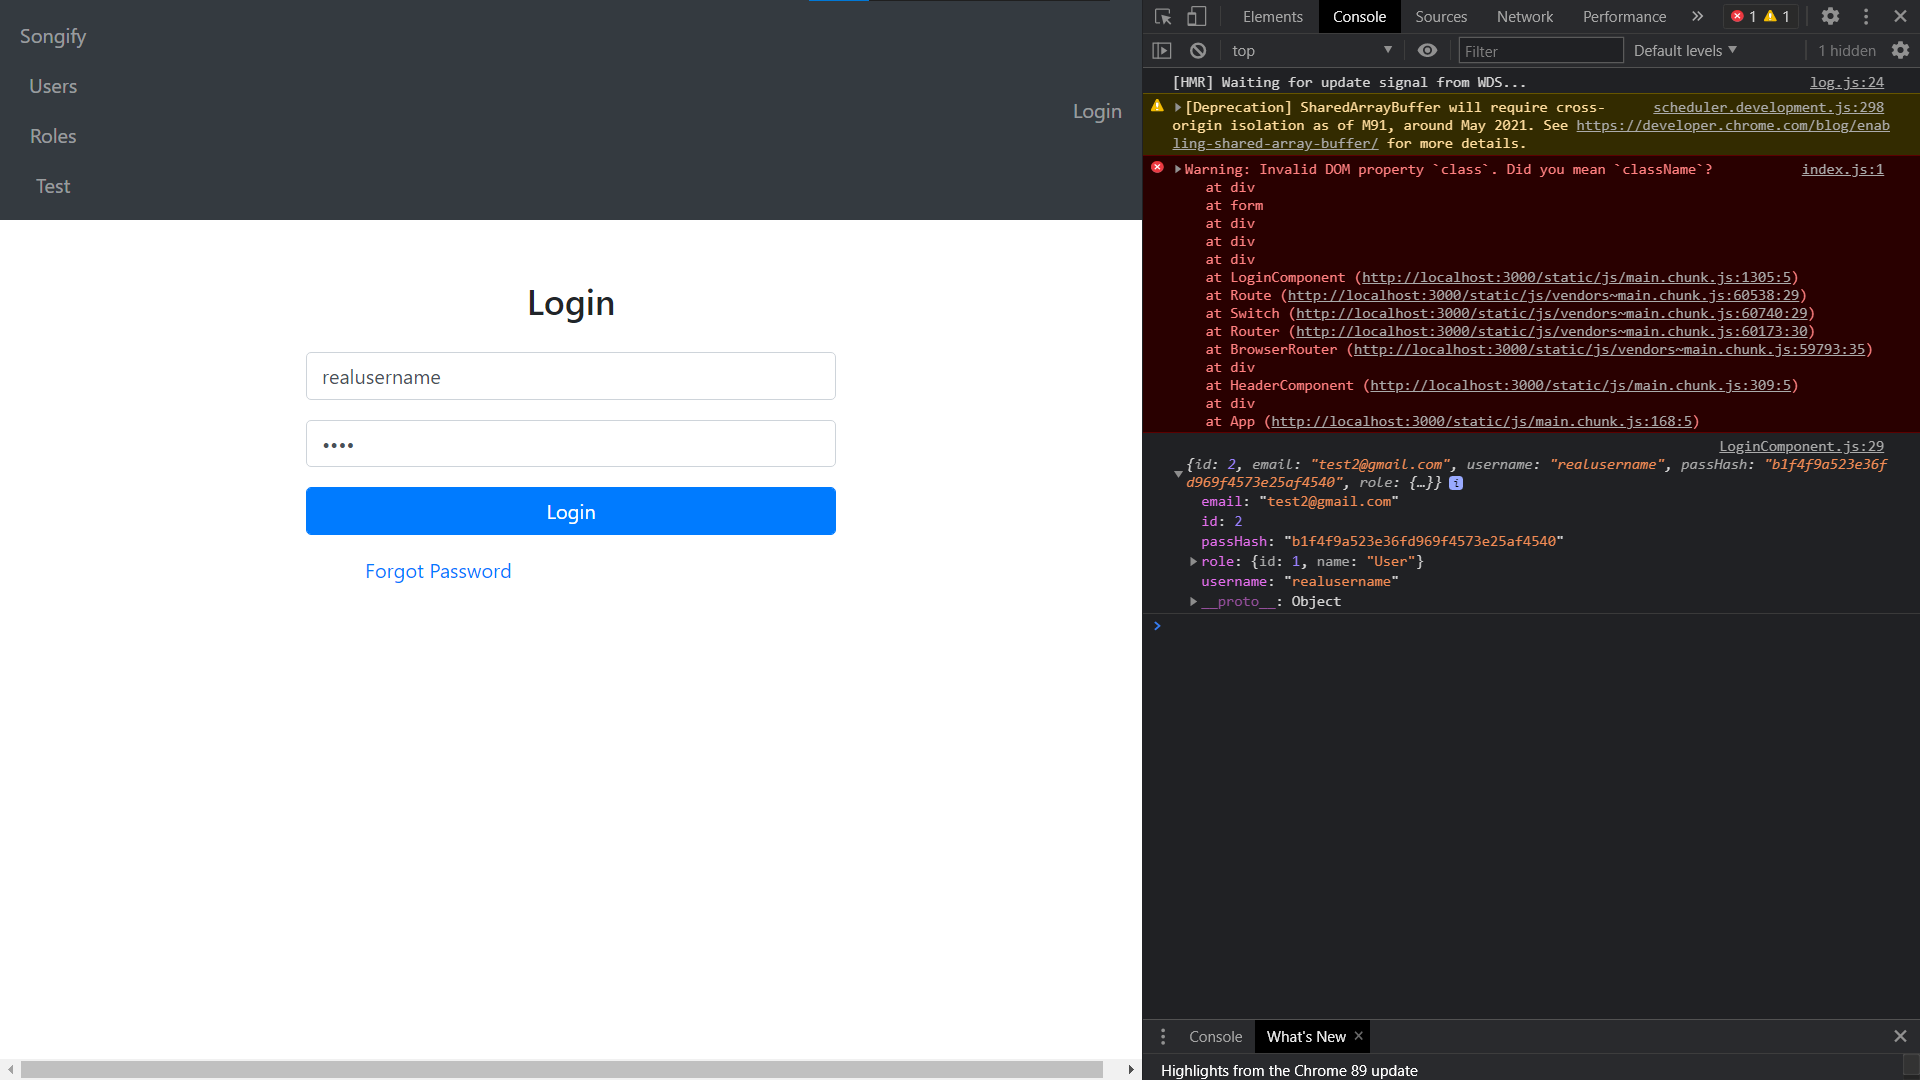 Songify
Users
Roles
Test
Login
Login
realusername
••••
Login
Forgot Password
Elements Console Sources Network Performance » 1 1
top Filter Default levels 1 hidden
[HMR] Waiting for update signal from WDS... log.js:24
[Deprecation] SharedArrayBuffer will require cross- scheduler.development.js:298
origin isolation as of M91, around May 2021. See https://developer.chrome.com/blog/enab
ling-shared-array-buffer/ for more details.
Warning: Invalid DOM property `class`. Did you mean `className`? index.js:1
at div
at form
at div
at div
at div
at LoginComponent (http://localhost:3000/static/js/main.chunk.js:1305:5)
at Route (http://localhost:3000/static/js/vendors~main.chunk.js:60538:29)
at Switch (http://localhost:3000/static/js/vendors~main.chunk.js:60740:29)
at Router (http://localhost:3000/static/js/vendors~main.chunk.js:60173:30)
at BrowserRouter (http://localhost:3000/static/js/vendors~main.chunk.js:59793:35)
at div
at HeaderComponent (http://localhost:3000/static/js/main.chunk.js:309:5)
at div
at App (http://localhost:3000/static/js/main.chunk.js:168:5)
LoginComponent.js:29
{id: 2, email: "test2@gmail.com", username: "realusername", passHash: "b1f4f9a523e36f
d969f4573e25af4540", role: {…}} i
email: "test2@gmail.com"
id: 2
passHash: "b1f4f9a523e36fd969f4573e25af4540"
role: {id: 1, name: "User"}
username: "realusername"
__proto__: Object
Console What's New
Highlights from the Chrome 89 update